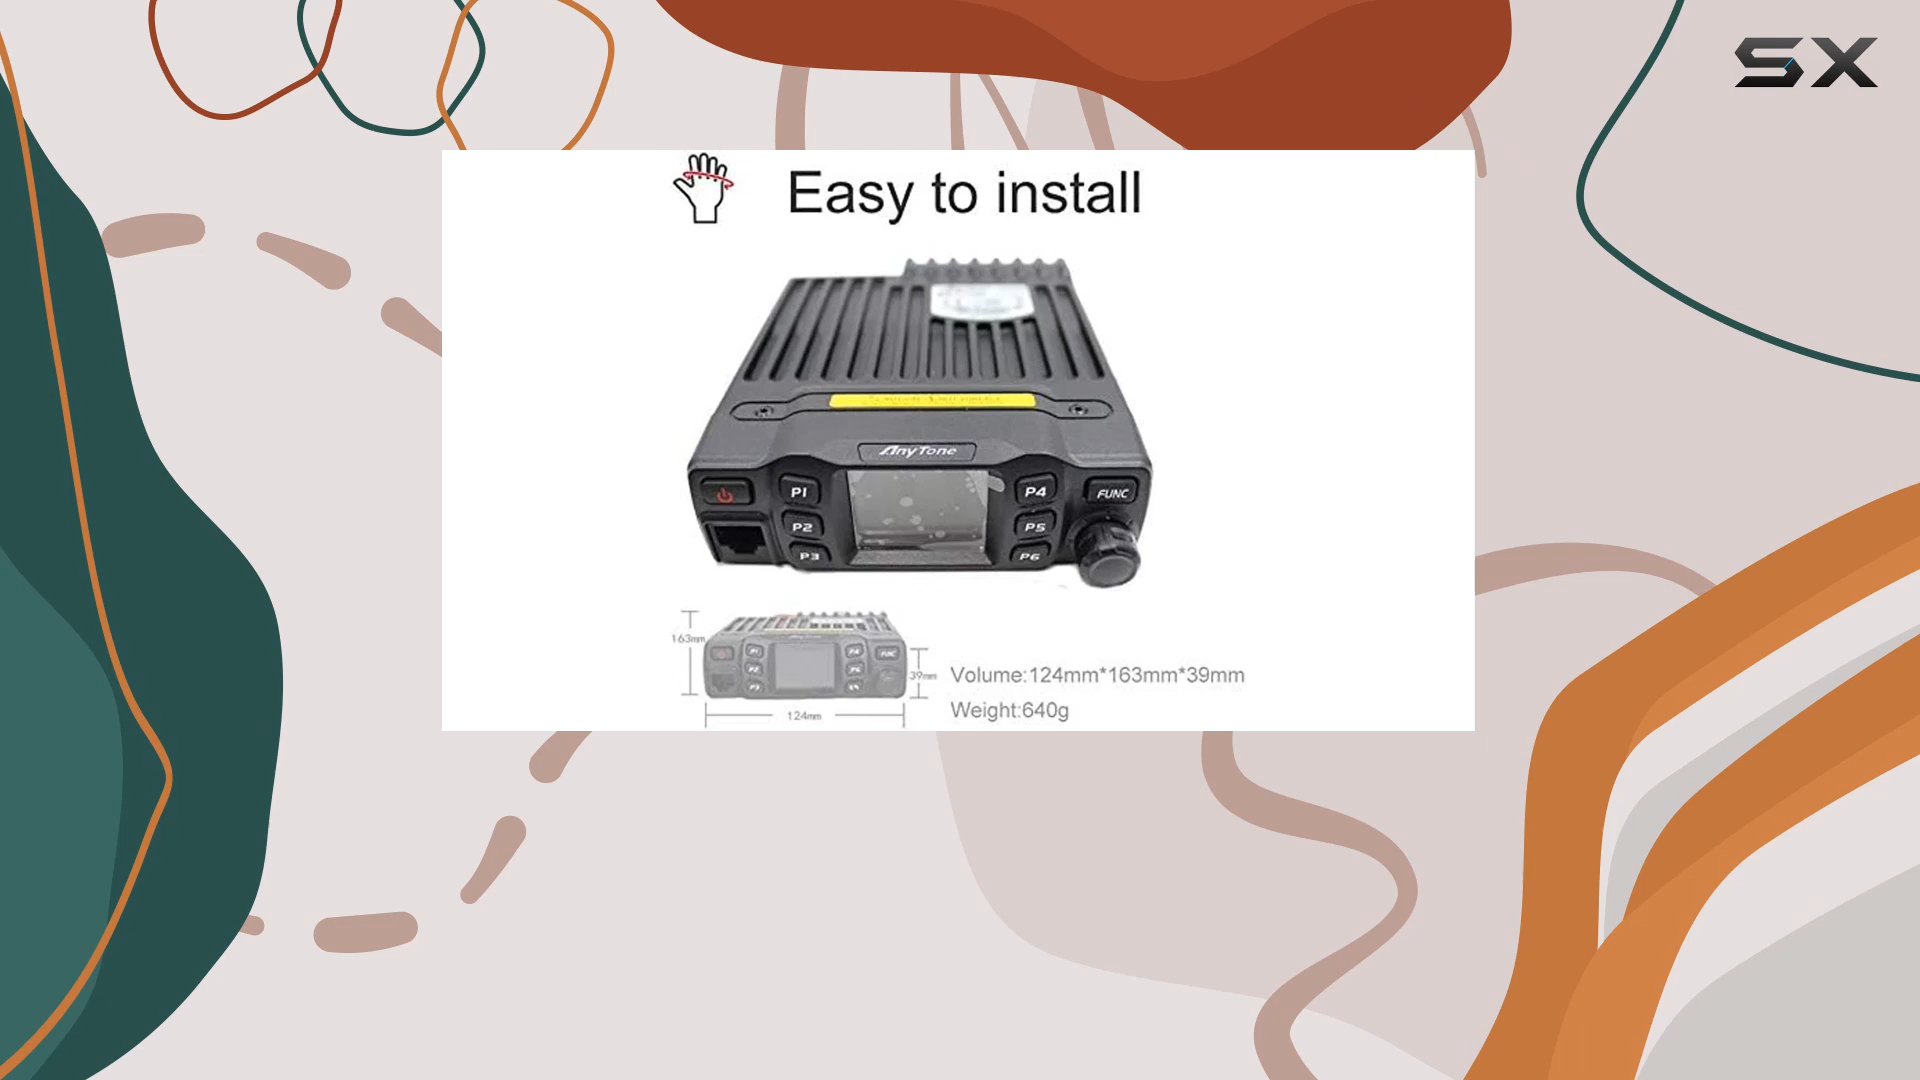 SX
Easy to install
AnyTone
P1
P4
FUNC
P2
P5
P3
P6
163mm
39mm
124mm
Volume:124mm*163mm*39mm
Weight:640g